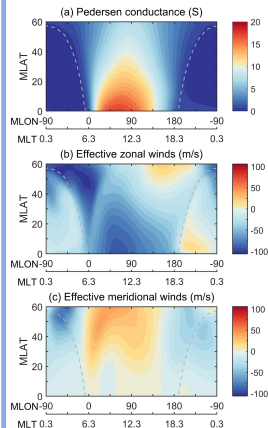 (a) Pedersen conductance (S)
60
40
20
0
MLAT
20
15
10
5
0
MLON-90 0 90 180 -90
MLT 0.3 6.3 12.3 18.3 0.3
(b) Effective zonal winds (m/s)
60
40
20
0
MLAT
100
50
0
-50
-100
MLON-90 0 90 180 -90
MLT 0.3 6.3 12.3 18.3 0.3
(c) Effective meridional winds (m/s)
60
40
20
0
MLAT
100
50
0
-50
-100
MLON-90 0 90 180 -90
MLT 0.3 6.3 12.3 18.3 0.3